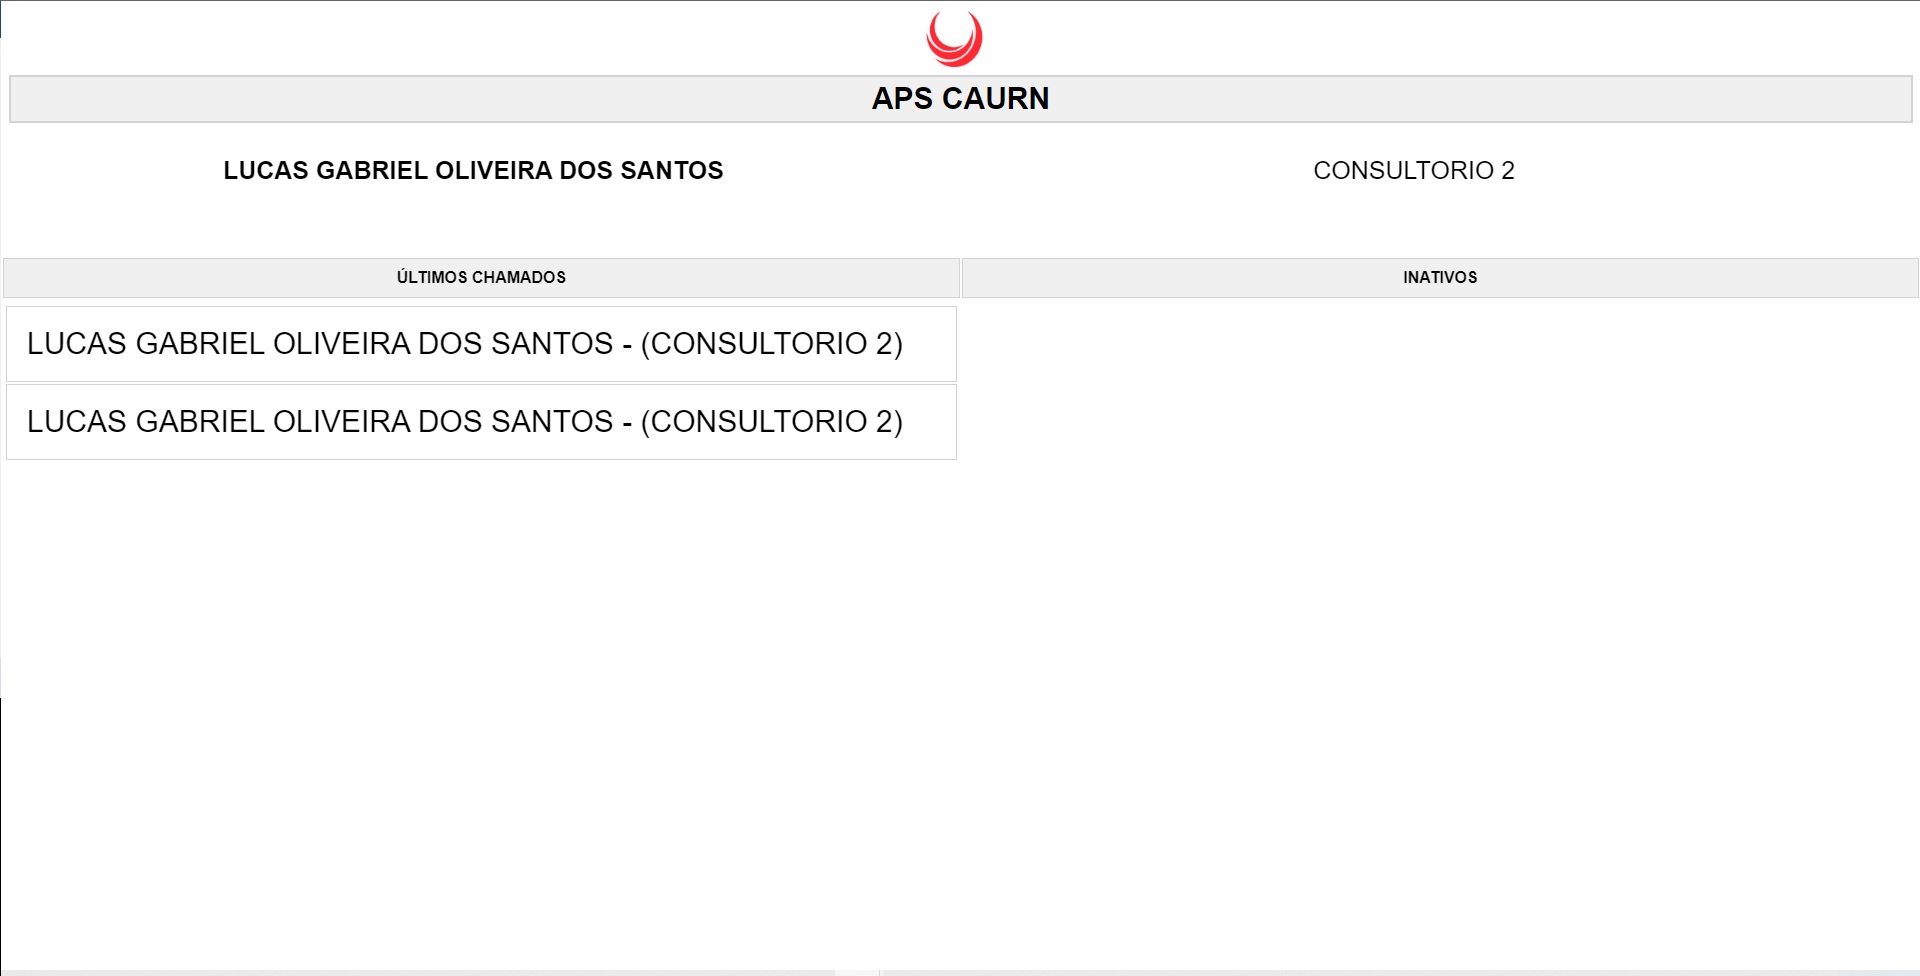 APS CAURN
LUCAS GABRIEL OLIVEIRA DOS SANTOS
CONSULTORIO 2
ÚLTIMOS CHAMADOS
INATIVOS
LUCAS GABRIEL OLIVEIRA DOS SANTOS - (CONSULTORIO 2)
LUCAS GABRIEL OLIVEIRA DOS SANTOS - (CONSULTORIO 2)